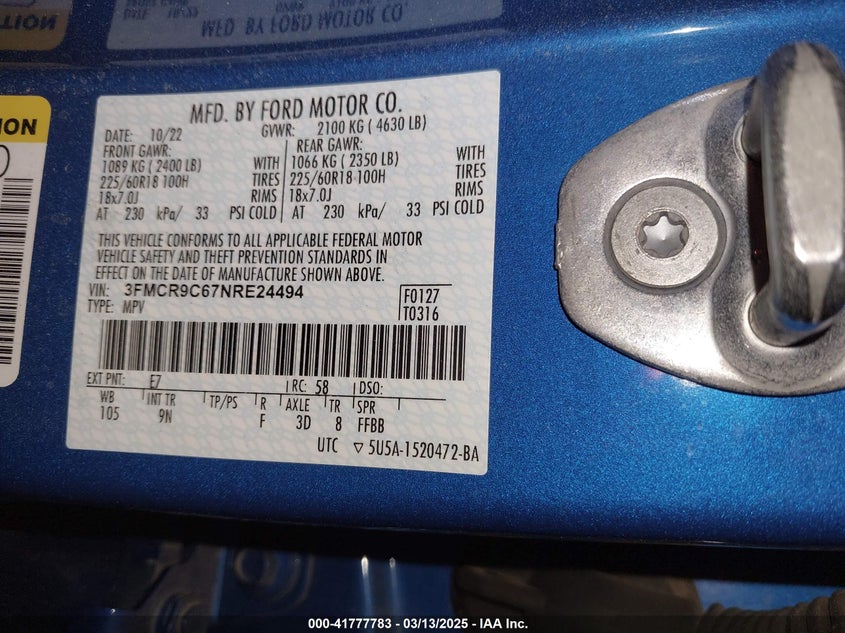 MFD. BY FORD MOTOR CO.
DATE: 10/22 GVWR: 2100 KG ( 4630 LB)
FRONT GAWR: REAR GAWR:
1089 KG ( 2400 LB) WITH 1066 KG ( 2350 LB) WITH
225/60R18 100H TIRES 225/60R18 100H TIRES
18x7.0J RIMS 18x7.0J RIMS
AT 230 kPa/ 33 PSI COLD AT 230 kPa/ 33 PSI COLD
THIS VEHICLE CONFORMS TO ALL APPLICABLE FEDERAL MOTOR
VEHICLE SAFETY AND THEFT PREVENTION STANDARDS IN
EFFECT ON THE DATE OF MANUFACTURE SHOWN ABOVE.
VIN: 3FMCR9C67NRE24494 F0127
TYPE: MPV T0316
EXT PNT: E7 RC: 58 DSO:
WB INT TR TP/PS R AXLE TR SPR
105 9N F 3D 8 FFBB
UTC ▽ 5U5A-1520472-BA
000-41777783 - 03/13/2025 - IAA Inc.